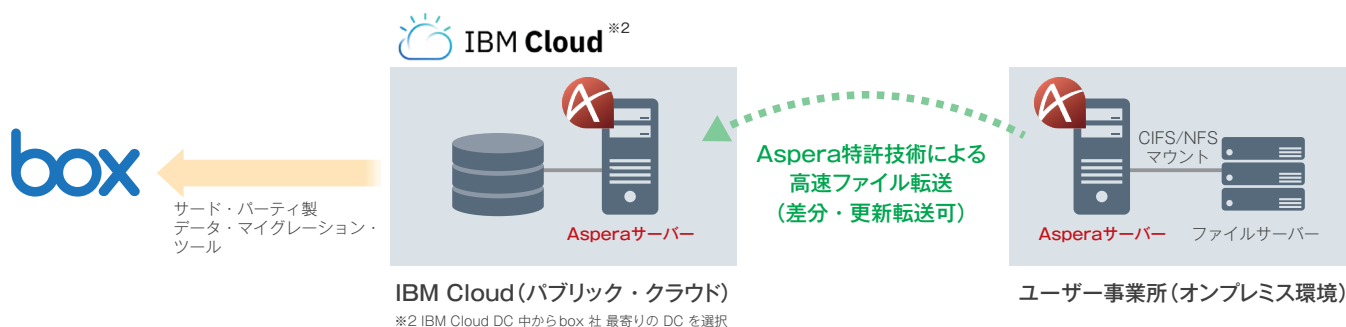 IBM Cloud ※2
box
サード・パーティ製
データ・マイグレーション・
ツール
Asperaサーバー
Aspera特許技術による
高速ファイル転送
（差分・更新転送可）
CIFS/NFS
マウント
Asperaサーバー
ファイルサーバー
IBM Cloud（パブリック・クラウド）
※2 IBM Cloud DC 中からbox 社 最寄りの DC を選択
ユーザー事業所（オンプレミス環境）